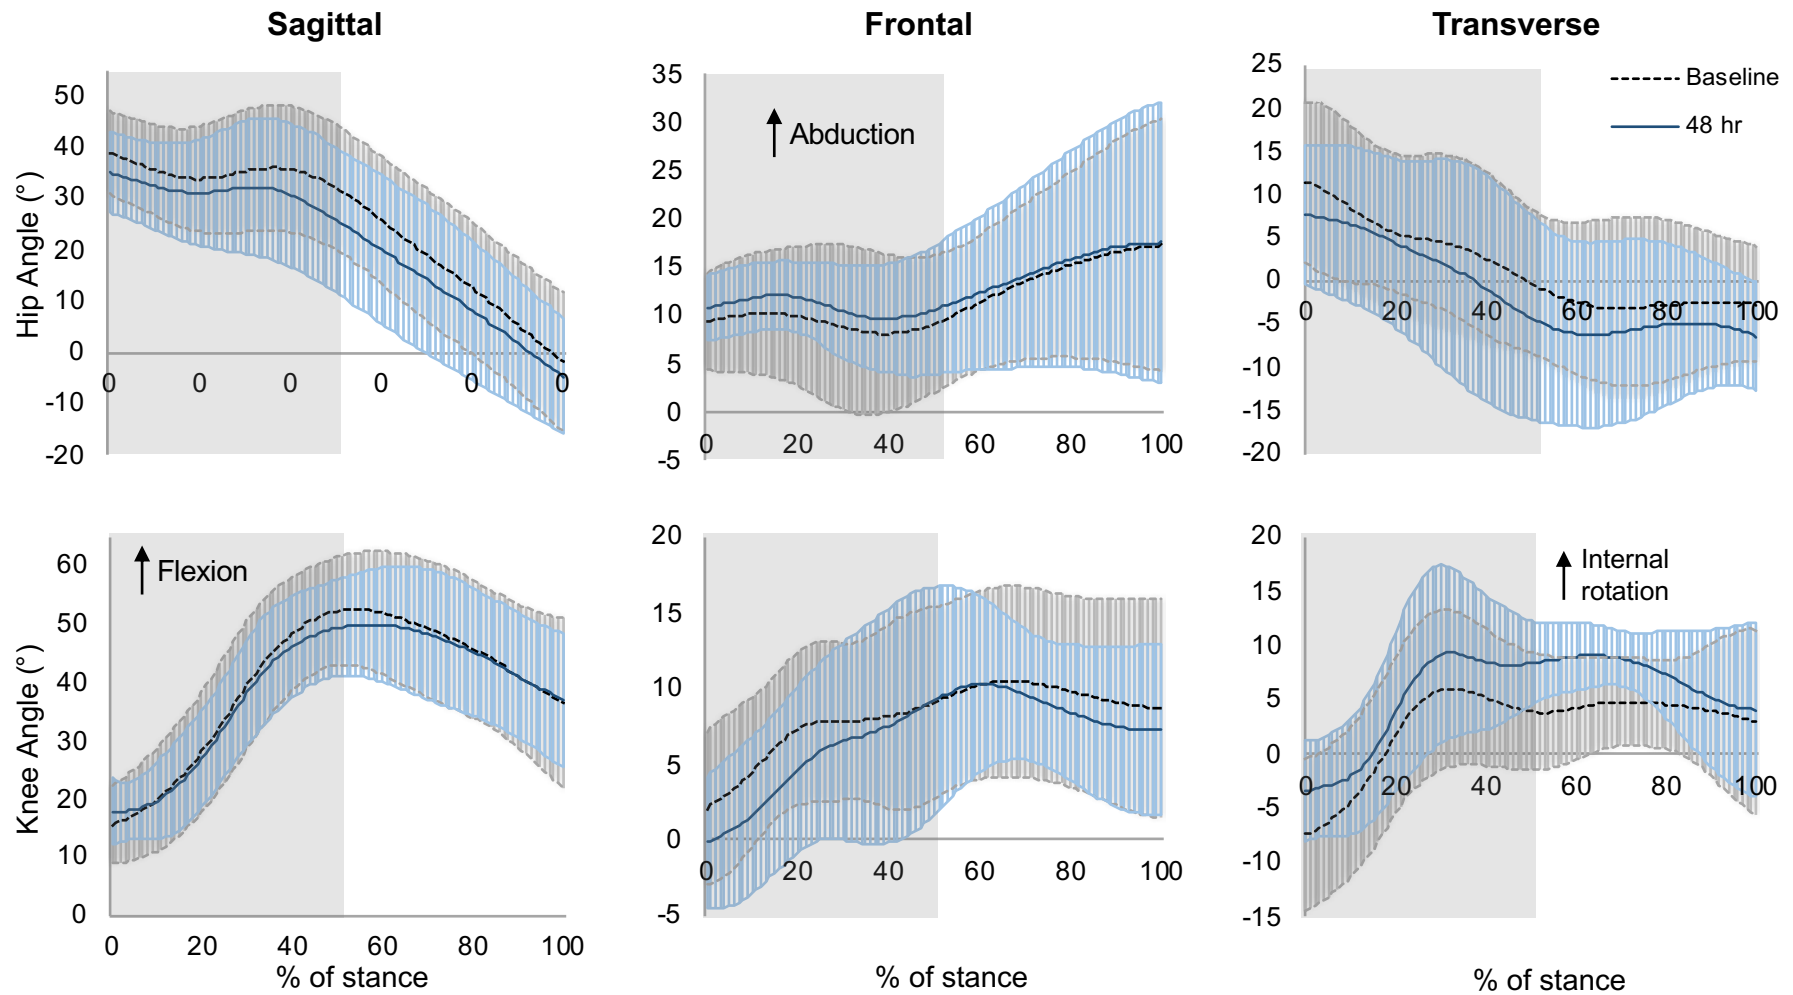 Sagittal Frontal Transverse
Hip Angle (°)
50
40
30
20
10
0
-10
-20
0 0 0 0 0 0
35
30
25
20
15
10
5
0
-5
0 20 40 60 80 100
Abduction
25
20
15
10
5
0
-5
-10
-15
-20
0 20 40 60 80 100
Baseline
48 hr
Knee Angle (°)
60
50
40
30
20
10
0
Flexion
0 20 40 60 80 100
% of stance
20
15
10
5
0
-5
0 20 40 60 80 100
% of stance
20
15
10
5
0
-5
-10
-15
Internal
rotation
0 20 40 60 80 100
% of stance